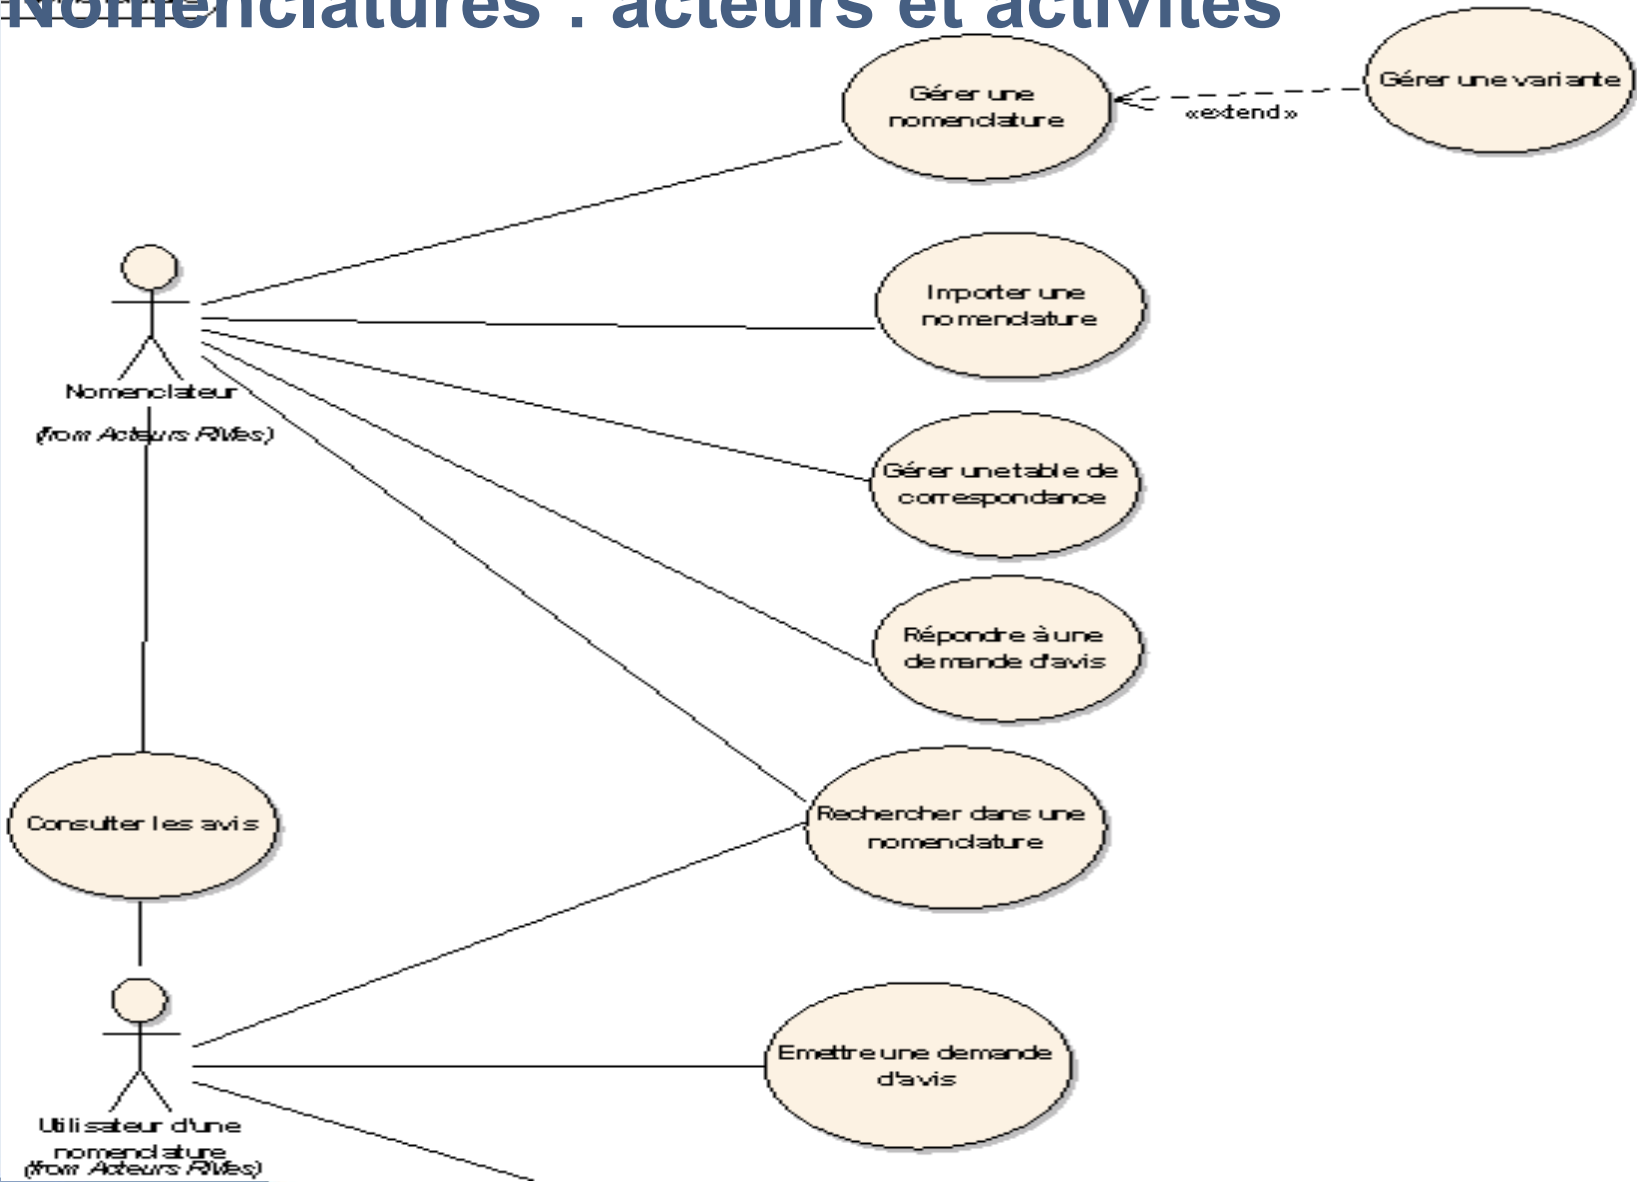 Nomenclatures : acteurs et activités
Gérer une
nomenclature
«extend»
Gérer une variante
Importer une
nomenclature
Nomenclateur
(from Acteurs RMes)
Gérer une table de
correspondance
Répondre à une
demande d'avis
Consulter les avis
Rechercher dans une
nomenclature
Emettre une demande
d'avis
Utilisateur d'une
nomenclature
(from Acteurs RMes)